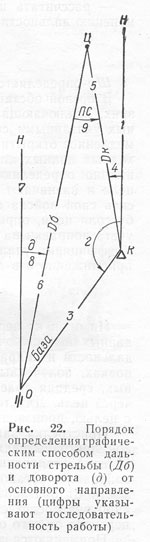 Ц
Н
5
ПС
9
Дк
1
4
Н
7
2
К
д
8
Дб
6
3
База
О
Рис. 22. Порядок
определения графиче-
ским способом даль-
ности стрельбы (Дб)
и доворота (д) от
основного направле-
ния (цифры указы-
вают последователь-
ность работы)